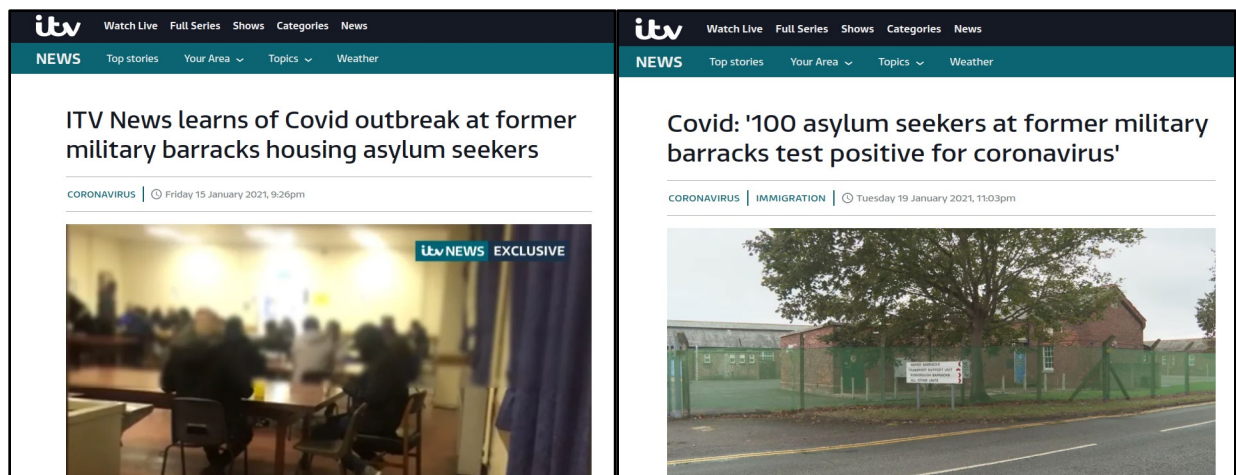 itv Watch Live Full Series Shows Categories News
NEWS Top stories Your Area Topics Weather
ITV News learns of Covid outbreak at former
military barracks housing asylum seekers
CORONAVIRUS Friday 15 January 2021, 9:26pm
itv NEWS EXCLUSIVE
itv Watch Live Full Series Shows Categories News
NEWS Top stories Your Area Topics Weather
Covid: '100 asylum seekers at former military
barracks test positive for coronavirus'
CORONAVIRUS IMMIGRATION Tuesday 19 January 2021, 11:03pm